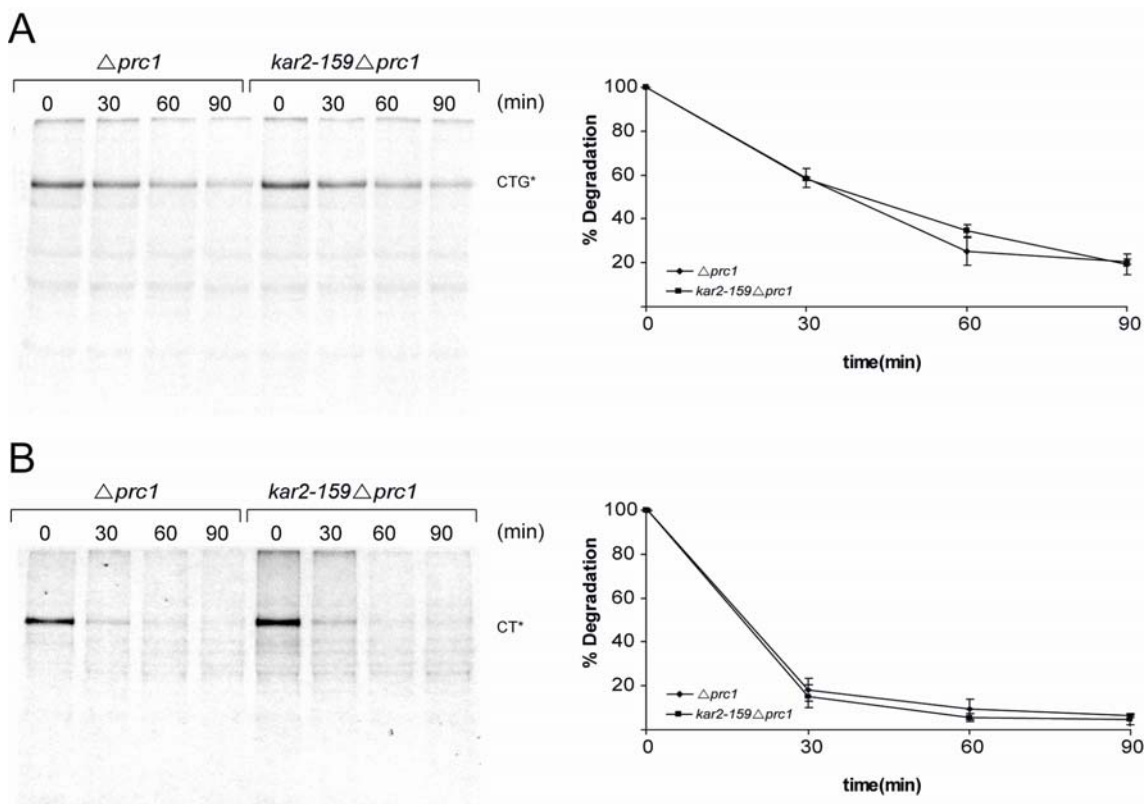 A
△prc1 kar2-159△prc1
0 30 60 90 0 30 60 90 (min)
CTG*
100
80
60
40
20
% Degradation
△prc1
kar2-159△prc1
0 30 60 90
time(min)
B
△prc1 kar2-159△prc1
0 30 60 90 0 30 60 90 (min)
CT*
100
80
60
40
20
% Degradation
△prc1
kar2-159△prc1
0 30 60 90
time(min)